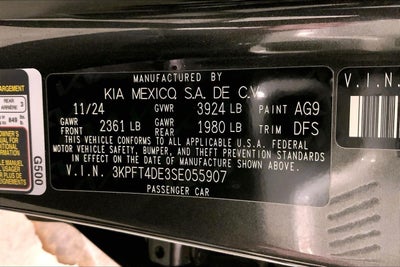 MANUFACTURED BY
KIA MEXICO S.A. DE C.V.
11/24 GVWR 3924 LB PAINT AG9
GAWR GAWR
FRONT 2361 LB 1980 LB TRIM DFS
THIS VEHICLE CONFORMS TO ALL APPLICABLE U.S.A. FEDERAL
MOTOR VEHICLE SAFETY, BUMPER, AND THEFT PREVENTION STANDARDS
IN EFFECT ON THE DATE OF MANUFACTURE SHOWN ABOVE.
V.I.N. 3KPFT4DE3SE055907
PASSENGER CAR
V.I.N.
REAR
ARRIÈRE 3
G500